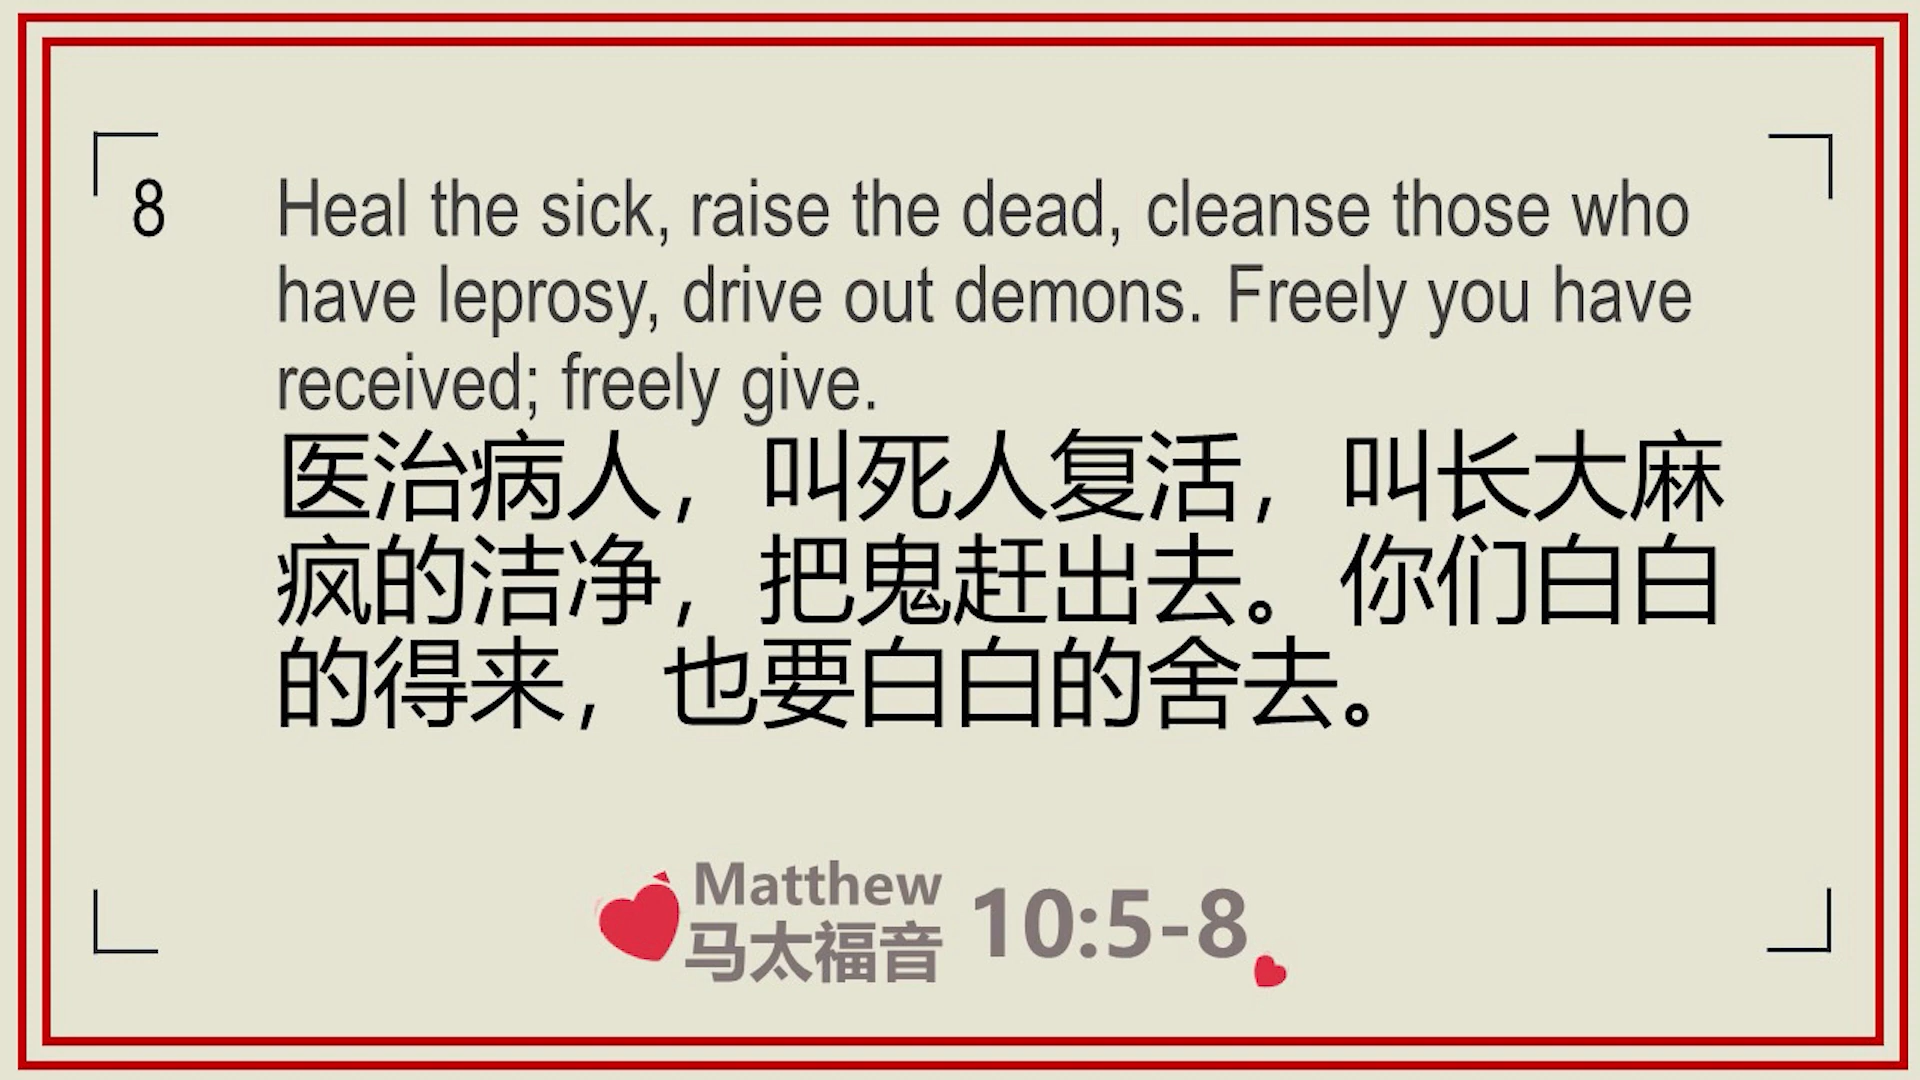 8
Heal the sick, raise the dead, cleanse those who
have leprosy, drive out demons. Freely you have
received; freely give.
医治病人，叫死人复活，叫长大麻
疯的洁净，把鬼赶出去。你们白白
的得来，也要白白的舍去。
Matthew
马太福音
10:5-8